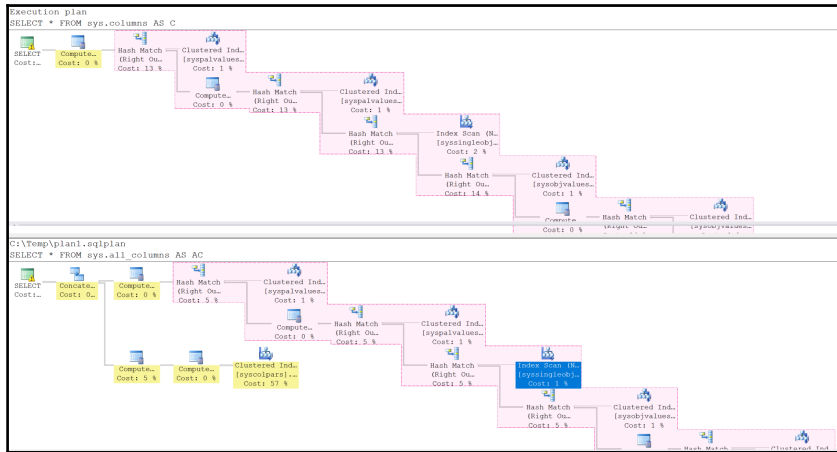 Execution plan
SELECT * FROM sys.columns AS C
SELECT
Cost:…
Compute…
Cost: 0 %
Hash Match
(Right Ou…
Cost: 13 %
Clustered Ind…
[syspalvalues…
Cost: 1 %
Compute…
Cost: 0 %
Hash Match
(Right Ou…
Cost: 13 %
Clustered Ind…
[syspalvalues…
Cost: 1 %
Hash Match
(Right Ou…
Cost: 13 %
Index Scan (N…
[syssingleobj…
Cost: 2 %
Hash Match
(Right Ou…
Cost: 14 %
Clustered Ind…
[sysobjvalues…
Cost: 1 %
Compute
Cost: 0 %
Hash Match
(Right Ou…
Clustered Ind…
[sysobjvalues…
C:\Temp\plan1.sqlplan
SELECT * FROM sys.all_columns AS AC
SELECT
Cost:…
Concate…
Cost: 0…
Compute…
Cost: 0 %
Hash Match
(Right Ou…
Cost: 5 %
Clustered Ind…
[syspalvalues…
Cost: 1 %
Compute…
Cost: 0 %
Hash Match
(Right Ou…
Cost: 5 %
Clustered Ind…
[syspalvalues…
Cost: 1 %
Compute…
Cost: 5 %
Compute…
Cost: 0 %
Clustered Ind…
[syscolpars].…
Cost: 57 %
Hash Match
(Right Ou…
Cost: 5 %
Index Scan (N…
[syssingleobj…
Cost: 1 %
Hash Match
(Right Ou…
Cost: 5 %
Clustered Ind…
[sysobjvalues…
Cost: 1 %
Hash Match
Clustered Ind